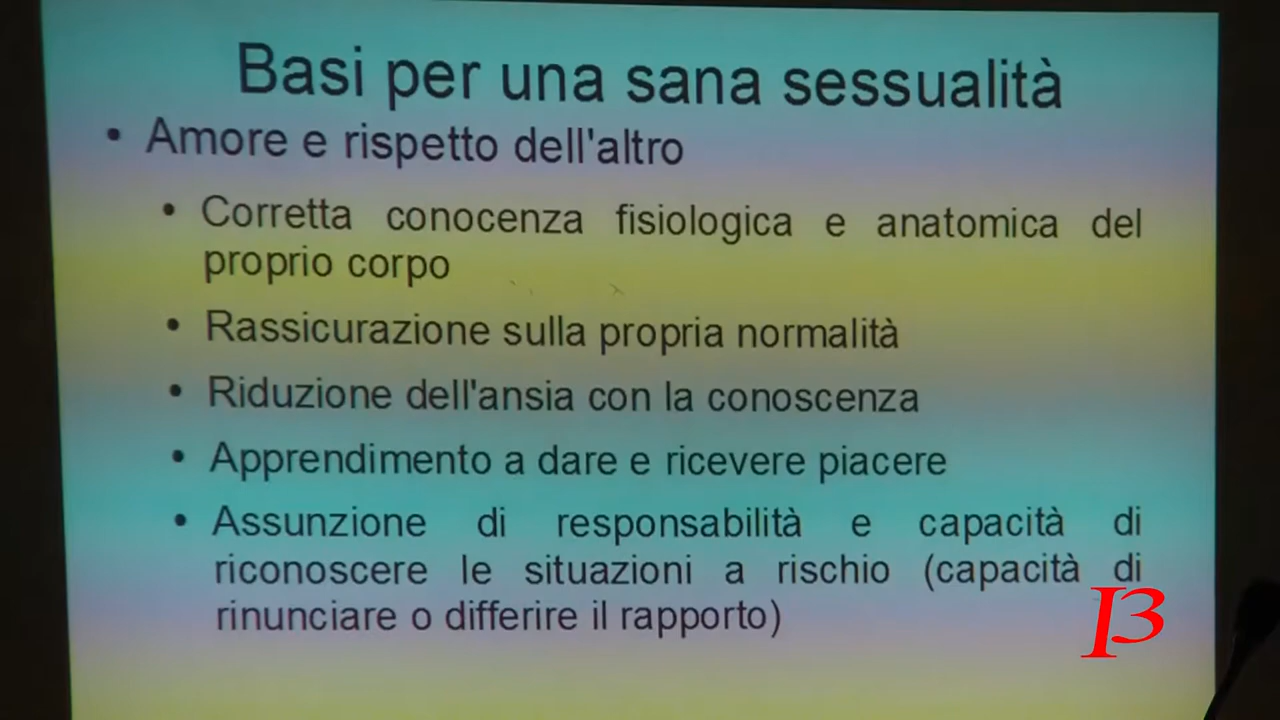 Basi per una sana sessualità
• Amore e rispetto dell'altro
• Corretta conocenza fisiologica e anatomica del
proprio corpo
• Rassicurazione sulla propria normalità
• Riduzione dell'ansia con la conoscenza
• Apprendimento a dare e ricevere piacere
• Assunzione di responsabilità e capacità di
riconoscere le situazioni a rischio (capacità di
rinunciare o differire il rapporto)
I3